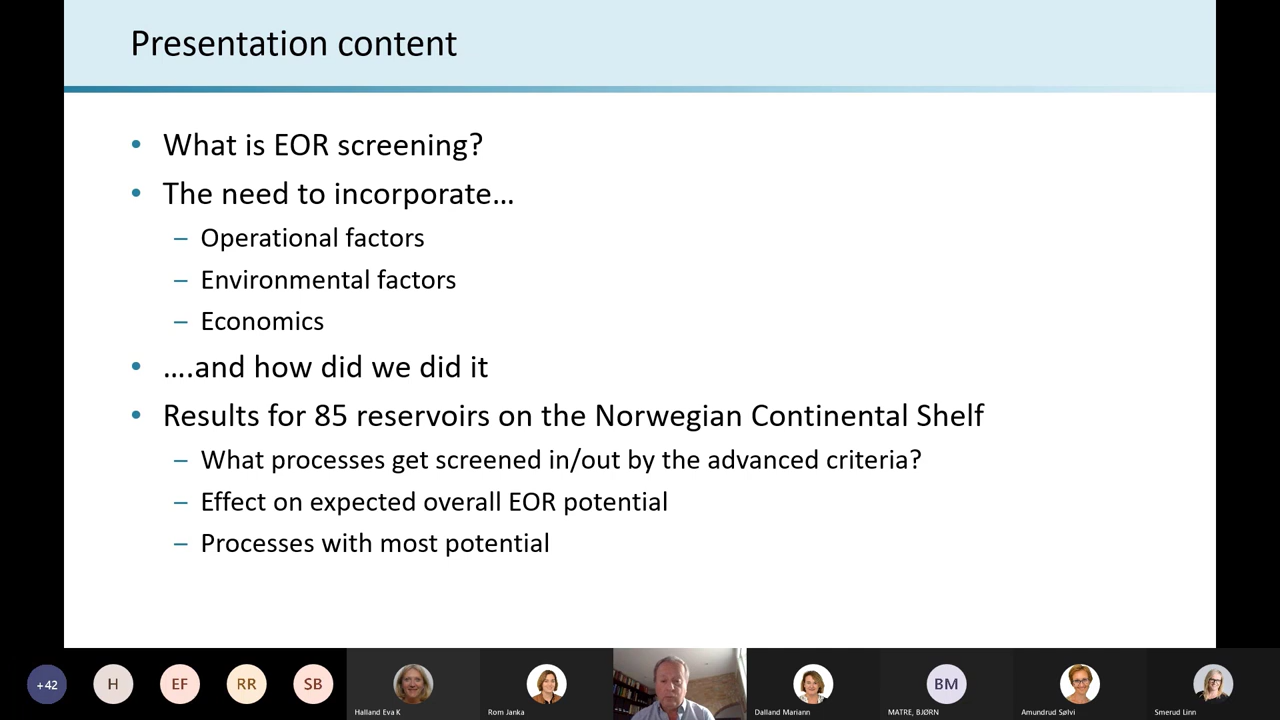 Presentation content
• What is EOR screening?
• The need to incorporate…
– Operational factors
– Environmental factors
– Economics
• ….and how did we did it
• Results for 85 reservoirs on the Norwegian Continental Shelf
– What processes get screened in/out by the advanced criteria?
– Effect on expected overall EOR potential
– Processes with most potential
+42
H
EF
RR
SB
Halland Eva K
Rom Janka
Dalland Mariann
BM
MATRE, BJØRN
Amundrud Sølvi
Smerud Linn